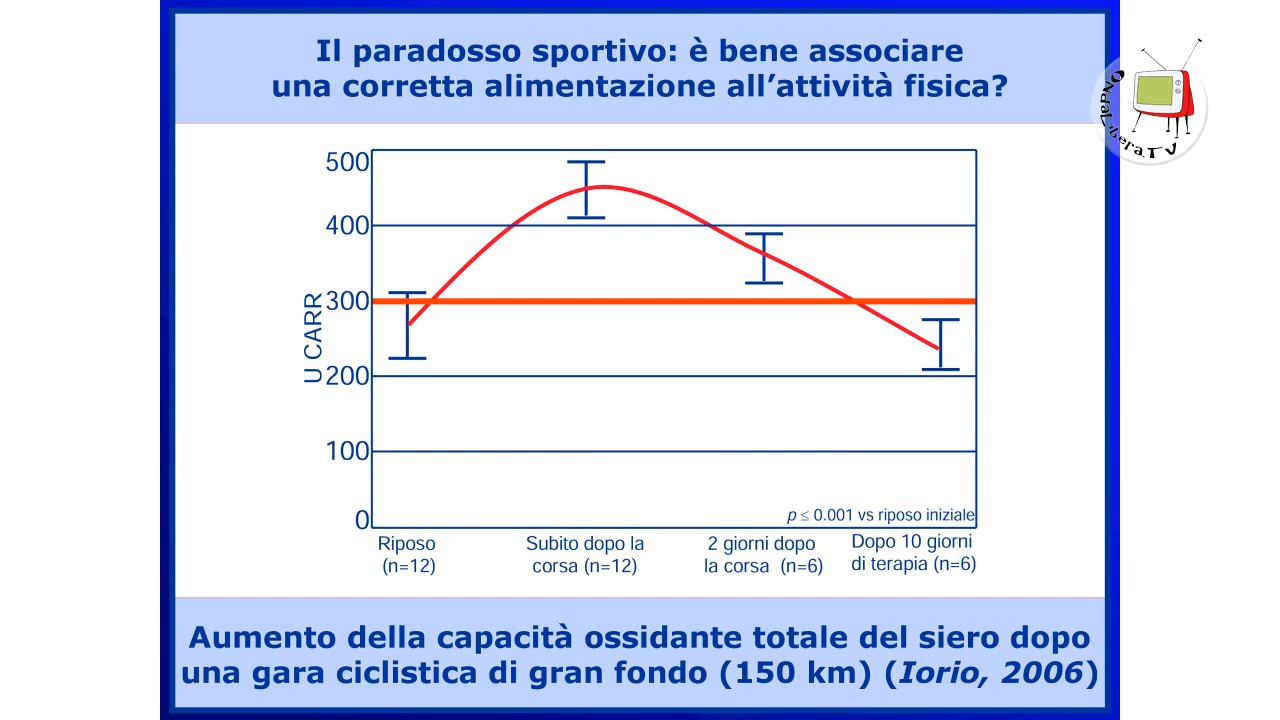 Il paradosso sportivo: è bene associare
una corretta alimentazione all’attività fisica?
OndaLibera.TV
500
400
300
200
100
0
U CARR
p ≤ 0.001 vs riposo iniziale
Riposo
(n=12)
Subito dopo la
corsa (n=12)
2 giorni dopo
la corsa (n=6)
Dopo 10 giorni
di terapia (n=6)
Aumento della capacità ossidante totale del siero dopo
una gara ciclistica di gran fondo (150 km) (Iorio, 2006)